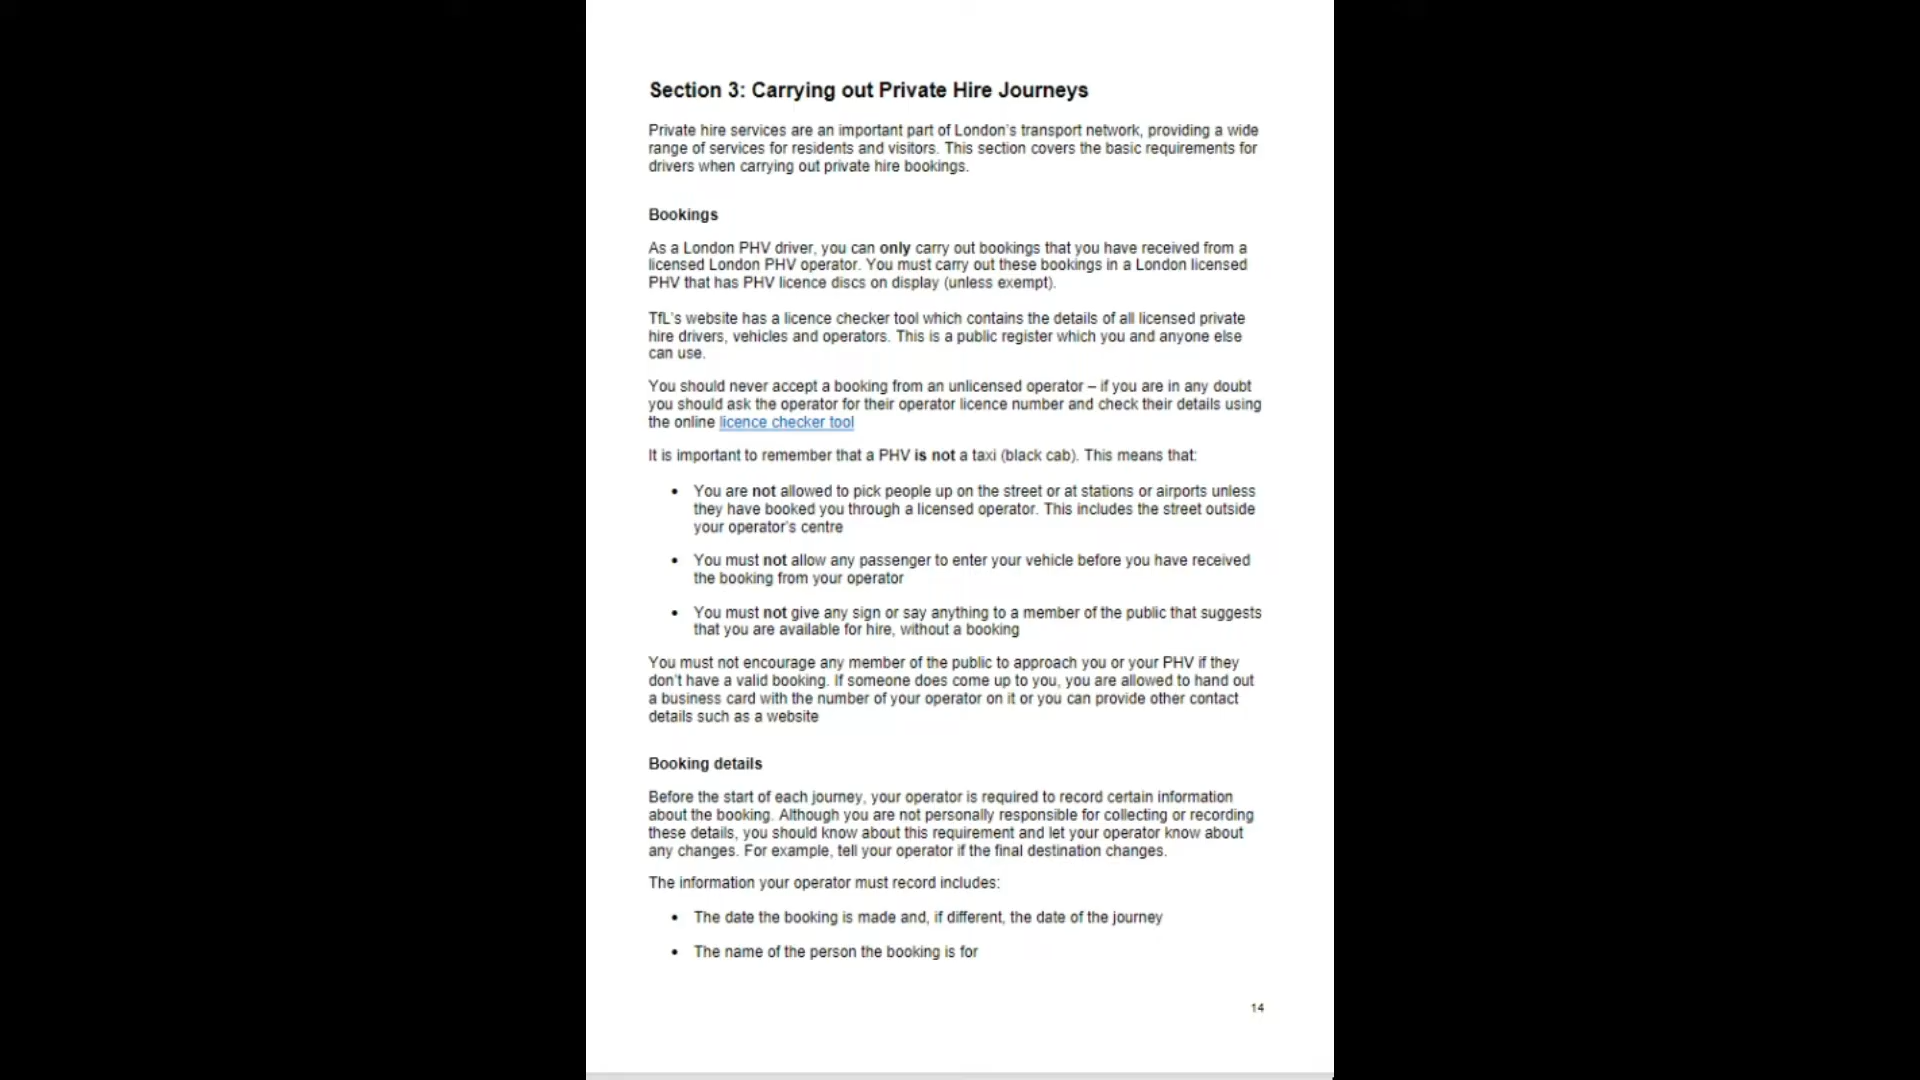 Section 3: Carrying out Private Hire Journeys
Private hire services are an important part of London's transport network, providing a wide
range of services for residents and visitors. This section covers the basic requirements for
drivers when carrying out private hire bookings.
Bookings
As a London PHV driver, you can only carry out bookings that you have received from a
licensed London PHV operator. You must carry out these bookings in a London licensed
PHV that has PHV licence discs on display (unless exempt).
TfL's website has a licence checker tool which contains the details of all licensed private
hire drivers, vehicles and operators. This is a public register which you and anyone else
can use.
You should never accept a booking from an unlicensed operator – if you are in any doubt
you should ask the operator for their operator licence number and check their details using
the online licence checker tool
It is important to remember that a PHV is not a taxi (black cab). This means that:
• You are not allowed to pick people up on the street or at stations or airports unless
they have booked you through a licensed operator. This includes the street outside
your operator's centre
• You must not allow any passenger to enter your vehicle before you have received
the booking from your operator
• You must not give any sign or say anything to a member of the public that suggests
that you are available for hire, without a booking
You must not encourage any member of the public to approach you or your PHV if they
don't have a valid booking. If someone does come up to you, you are allowed to hand out
a business card with the number of your operator on it or you can provide other contact
details such as a website
Booking details
Before the start of each journey, your operator is required to record certain information
about the booking. Although you are not personally responsible for collecting or recording
these details, you should know about this requirement and let your operator know about
any changes. For example, tell your operator if the final destination changes.
The information your operator must record includes:
• The date the booking is made and, if different, the date of the journey
• The name of the person the booking is for
14